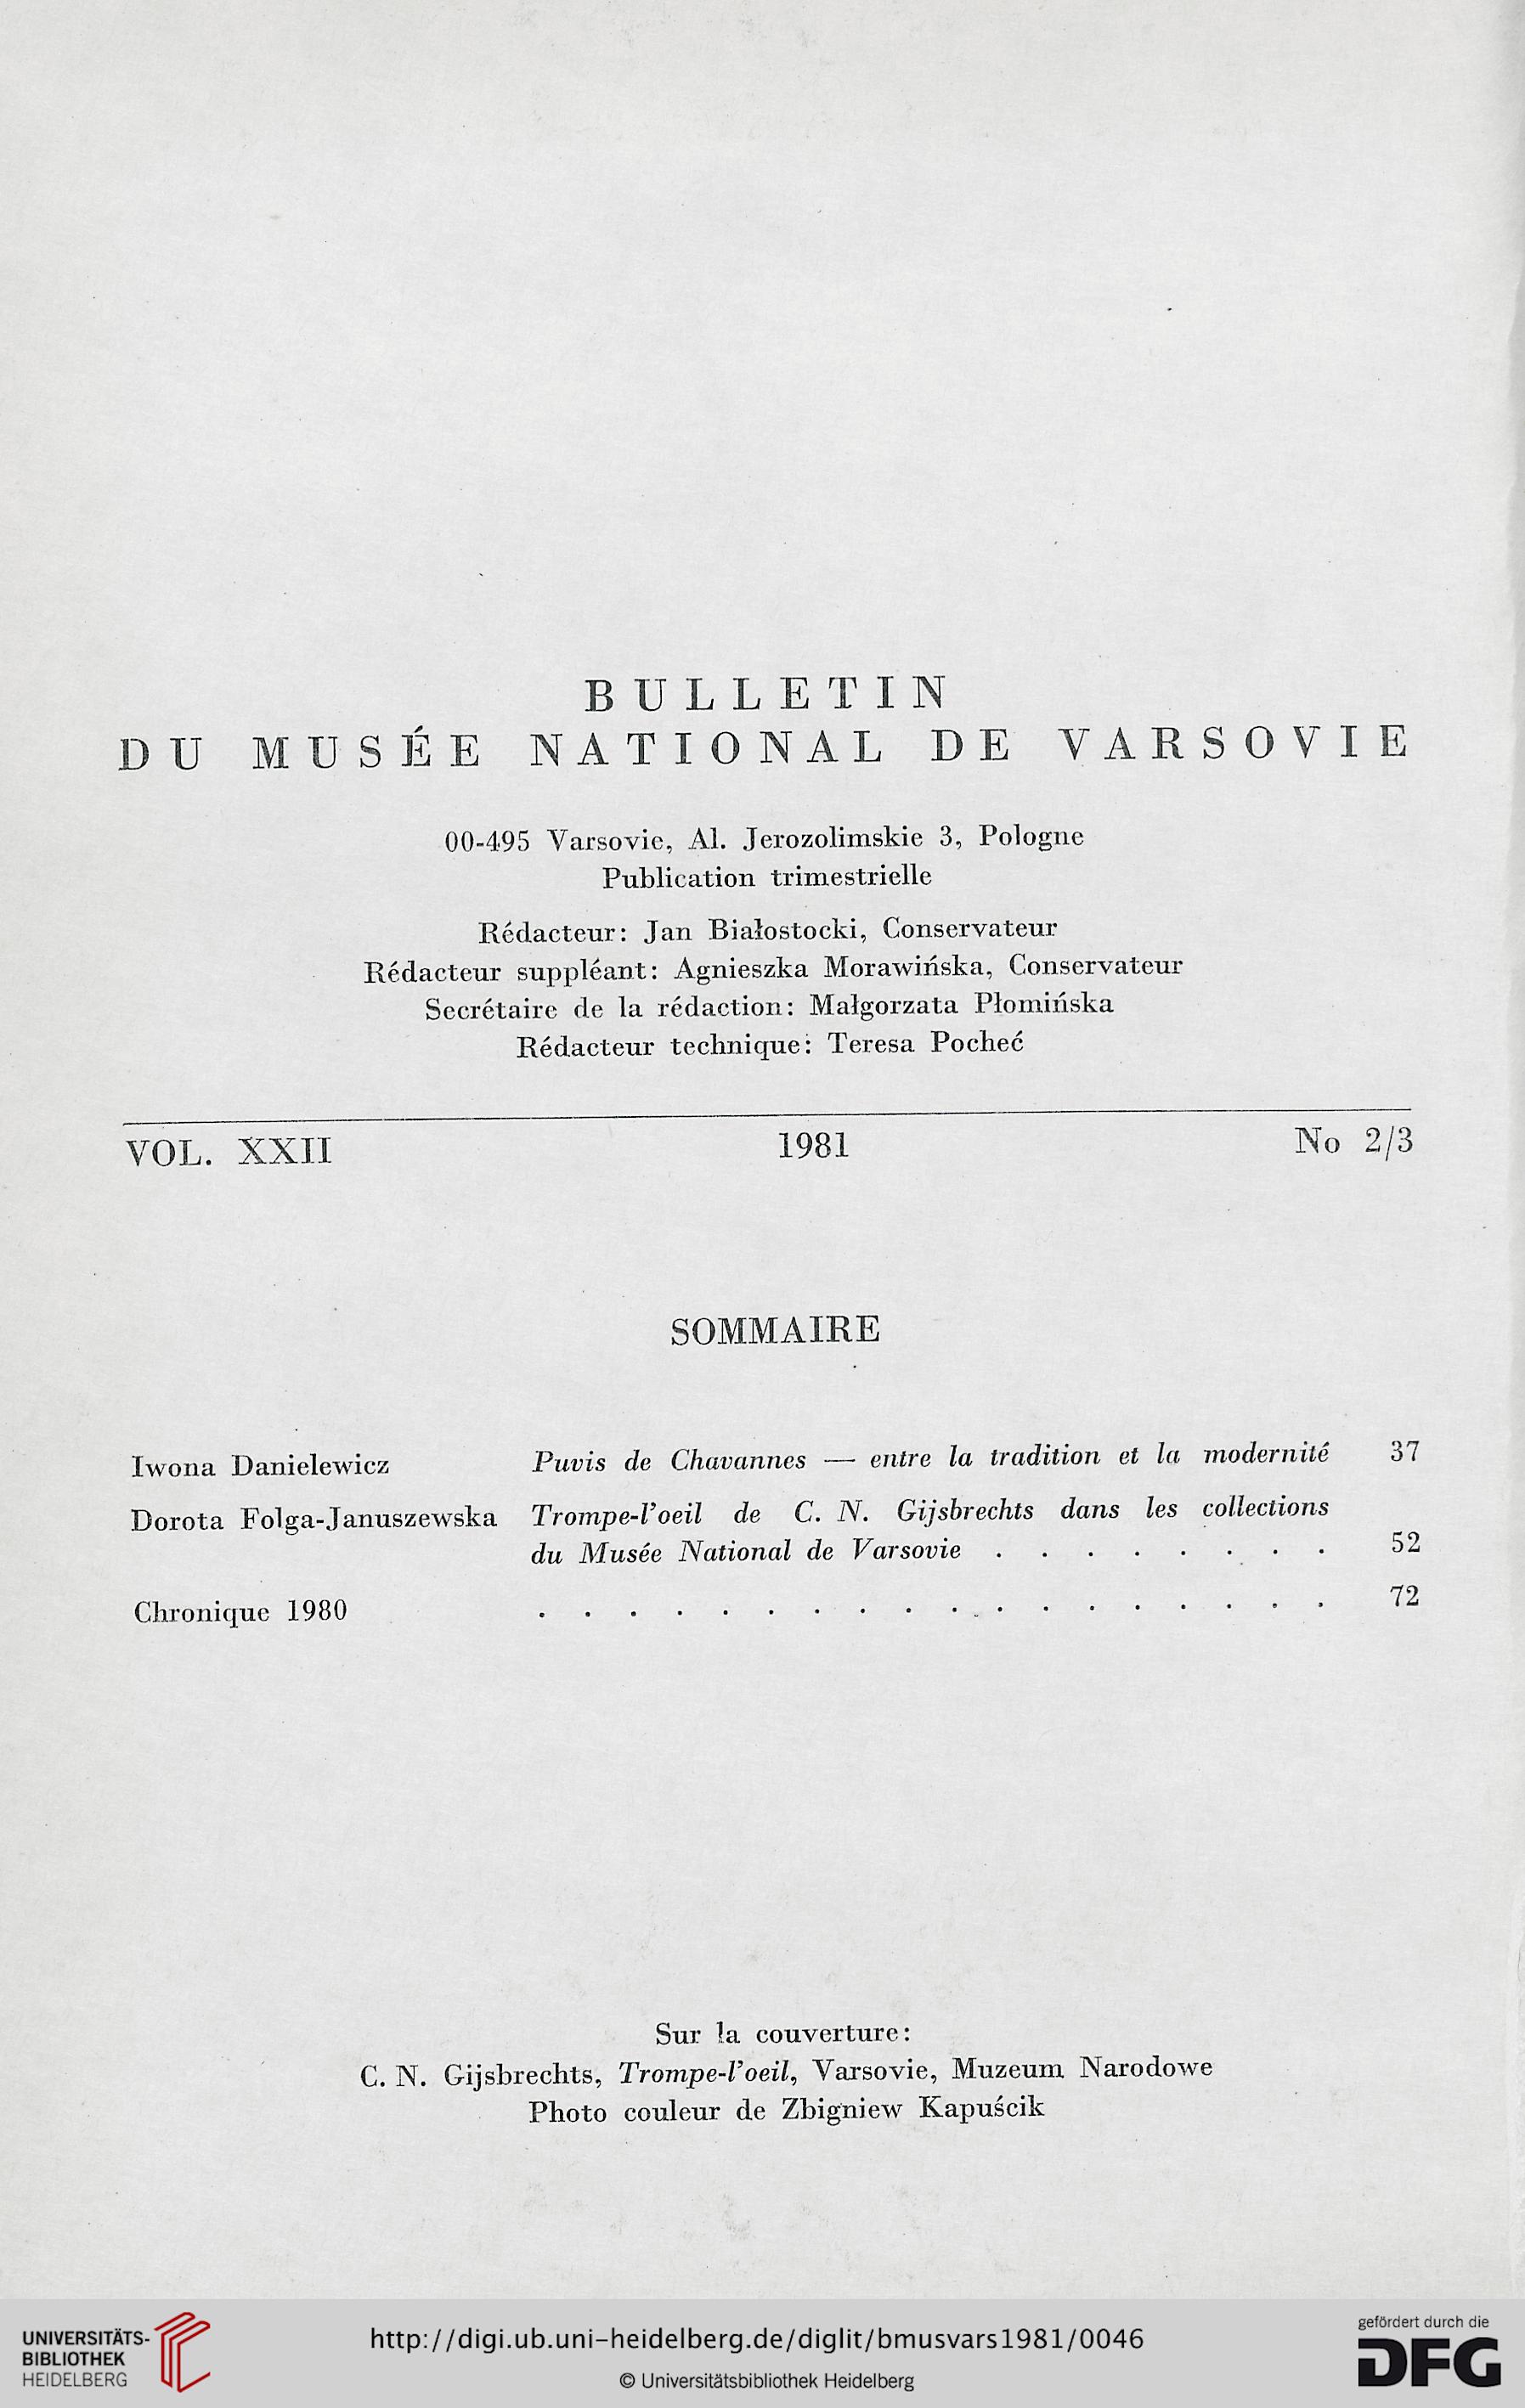 BULLETIN
DU MUSÉE NATIONAL DE VARSOVIE
00-495 Varsovie, Al. Jerozolimskie 3, Pologne
Publication trimestrielle
Rédacteur: Jan Białostocki, Conservateur
Rédacteur suppléant: Agnieszka Morawińska, Conservateur
Secrétaire de la rédaction: Małgorzata Płomińska
Rédacteur technique: Teresa Pocheć
VOL. XXII 1981 No 2/3
SOMMAIRE
Iwona Danielewicz Puvis de Chavannes — entre la tradition et la modernité 37
Dorota Folga-Januszewska Trompe-l'oeil de C. N. Gijsbrechts dans les collections
du Musée National de Varsovie . . . . . . . . 52
Chronique 1980 . . . . . . . . . . . . . . . . . . 72
Sur la couverture:
C. N. Gijsbrechts, Trompe-l'oeil, Varsovie, Muzeum Narodowe
Photo couleur de Zbigniew Kapuścik
UNIVERSITÄTS-
BIBLIOTHEK
HEIDELBERG
http://digi.ub.uni-heidelberg.de/diglit/bmusvars1981/0046
© Universitätsbibliothek Heidelberg
gefördert durch die
DFG